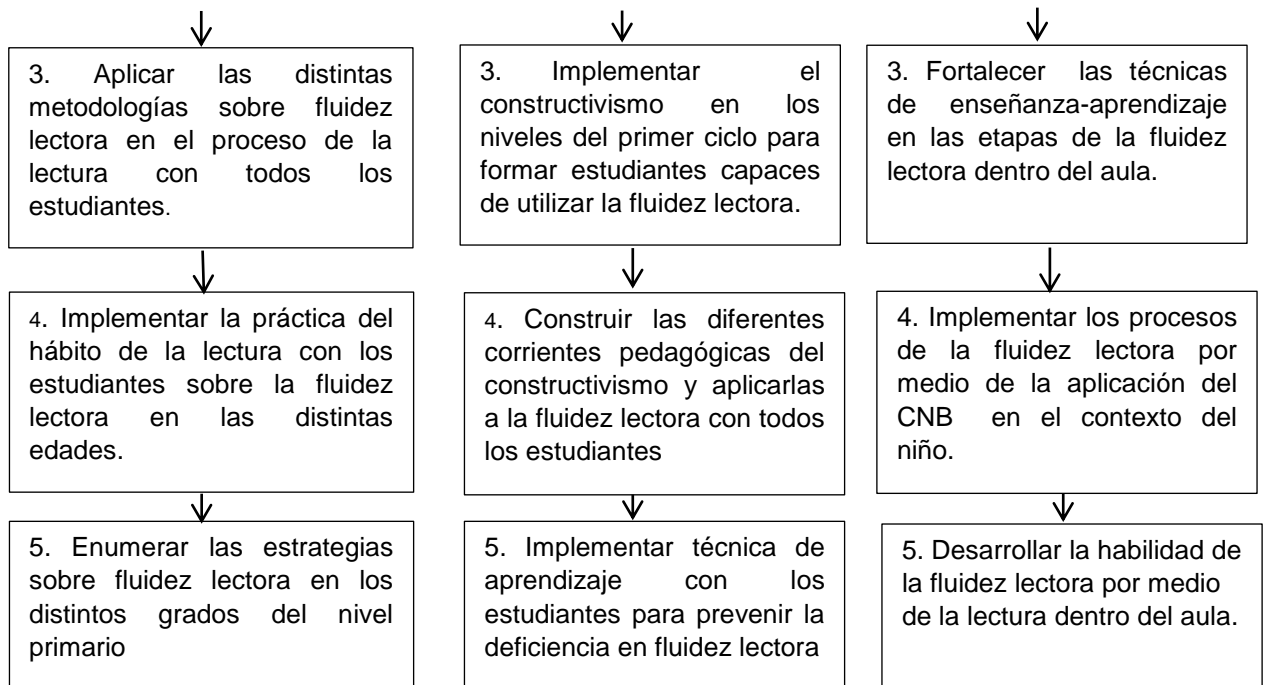 3. Aplicar las distintas
metodologías sobre fluidez
lectora en el proceso de la
lectura con todos los
estudiantes.
4. Implementar la práctica del
hábito de la lectura con los
estudiantes sobre la fluidez
lectora en las distintas
edades.
5. Enumerar las estrategias
sobre fluidez lectora en los
distintos grados del nivel
primario
3. Implementar el
constructivismo en los
niveles del primer ciclo para
formar estudiantes capaces
de utilizar la fluidez lectora.
4. Construir las diferentes
corrientes pedagógicas del
constructivismo y aplicarlas
a la fluidez lectora con todos
los estudiantes
5. Implementar técnica de
aprendizaje con los
estudiantes para prevenir la
deficiencia en fluidez lectora
3. Fortalecer las técnicas
de enseñanza-aprendizaje
en las etapas de la fluidez
lectora dentro del aula.
4. Implementar los procesos
de la fluidez lectora por
medio de la aplicación del
CNB en el contexto del
niño.
5. Desarrollar la habilidad de
la fluidez lectora por medio
de la lectura dentro del aula.